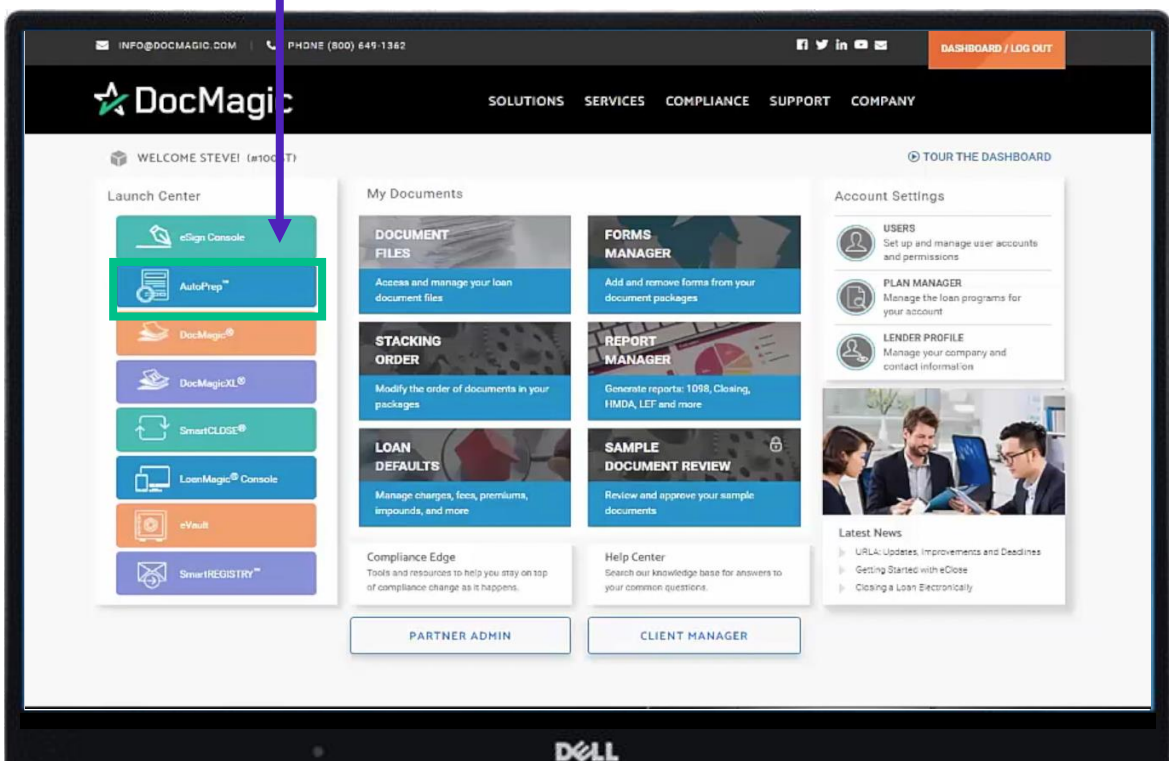 INFO@DOCMAGIC.COM | PHONE (800) 649-1362
DASHBOARD / LOG OUT
DocMagic
SOLUTIONS SERVICES COMPLIANCE SUPPORT COMPANY
WELCOME STEVE! (#100 ST)
TOUR THE DASHBOARD
Launch Center
eSign Console
AutoPrep™
DocMagic®
DocMagicXL®
SmartCLOSE®
LoanMagic® Console
eVault
SmartREGISTRY™
My Documents
DOCUMENT
FILES
Access and manage your loan
document files
FORMS
MANAGER
Add and remove forms from your
document packages
STACKING
ORDER
Modify the order of documents in your
packages
REPORT
MANAGER
Generate reports: 1098, Closing,
HMDA, LEF and more
LOAN
DEFAULTS
Manage charges, fees, premiums,
impounds, and more
SAMPLE
DOCUMENT REVIEW
Review and approve your sample
documents
Compliance Edge
Tools and resources to help you stay on top
of compliance change as it happens.
Help Center
Search our knowledge base for answers to
your common questions.
PARTNER ADMIN
CLIENT MANAGER
Account Settings
USERS
Set up and manage user accounts
and permissions
PLAN MANAGER
Manage the loan programs for
your account
LENDER PROFILE
Manage your company and
contact information
Latest News
URLA: Updates, Improvements and Deadlines
Getting Started with eClose
Closing a Loan Electronically
DELL